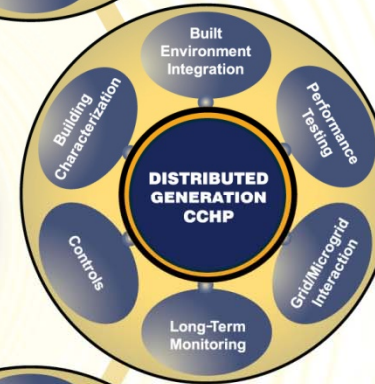 Built
Environment
Integration
Performance
Testing
Grid/Microgrid
Interaction
Long-Term
Monitoring
Controls
Building
Characterization
DISTRIBUTED
GENERATION
CCHP